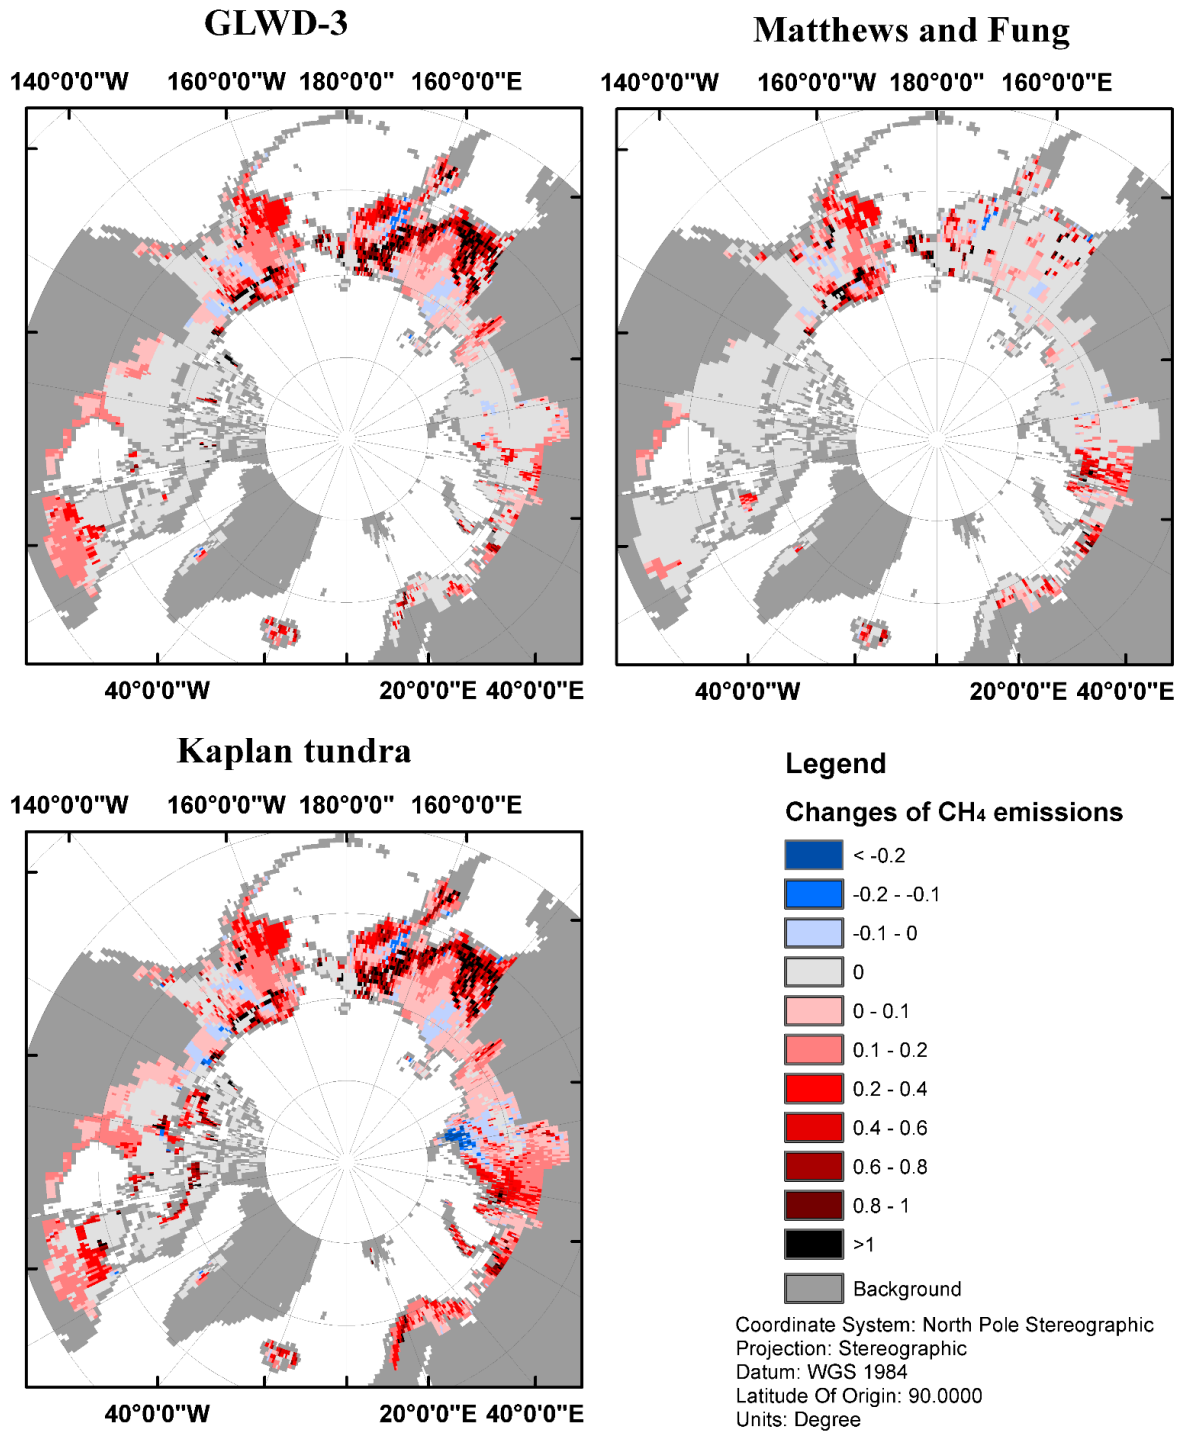 GLWD-3
Matthews and Fung
140°0'0"W 160°0'0"W 180°0'0" 160°0'0"E
140°0'0"W 160°0'0"W 180°0'0" 160°0'0"E
40°0'0"W 20°0'0"E 40°0'0"E
40°0'0"W 20°0'0"E 40°0'0"E
Kaplan tundra
140°0'0"W 160°0'0"W 180°0'0" 160°0'0"E
40°0'0"W 20°0'0"E 40°0'0"E
Legend
Changes of CH₄ emissions
< -0.2
-0.2 - -0.1
-0.1 - 0
0
0 - 0.1
0.1 - 0.2
0.2 - 0.4
0.4 - 0.6
0.6 - 0.8
0.8 - 1
>1
Background
Coordinate System: North Pole Stereographic
Projection: Stereographic
Datum: WGS 1984
Latitude Of Origin: 90.0000
Units: Degree